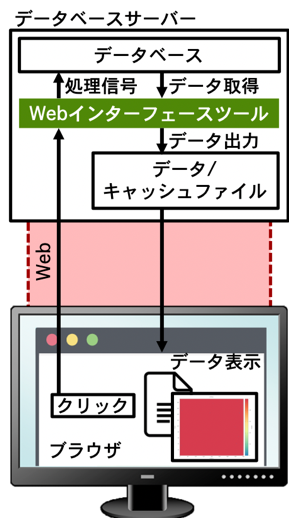 データベースサーバー
データベース
処理信号
データ取得
Webインターフェースツール
データ出力
データ/
キャッシュファイル
Web
データ表示
クリック
ブラウザ